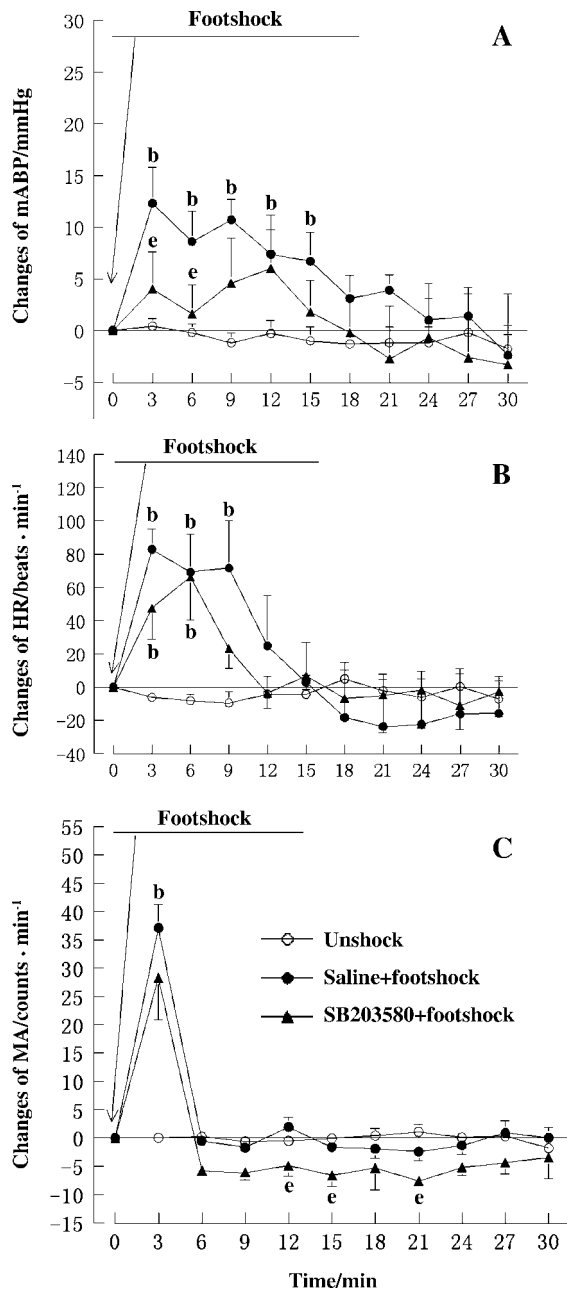 Footshock
A
Changes of mABP/mmHg
30
25
20
15
10
5
0
−5
b
b
b
b
b
e
e
0 3 6 9 12 15 18 21 24 27 30
Footshock
B
Changes of HR/beats · min⁻¹
140
120
100
80
60
40
20
0
−20
−40
b
b
b
b
b
0 3 6 9 12 15 18 21 24 27 30
Footshock
C
Changes of MA/counts · min⁻¹
55
50
45
40
35
30
25
20
15
10
5
0
−5
−10
−15
b
Unshock
Saline+footshock
SB203580+footshock
e
e
e
0 3 6 9 12 15 18 21 24 27 30
Time/min